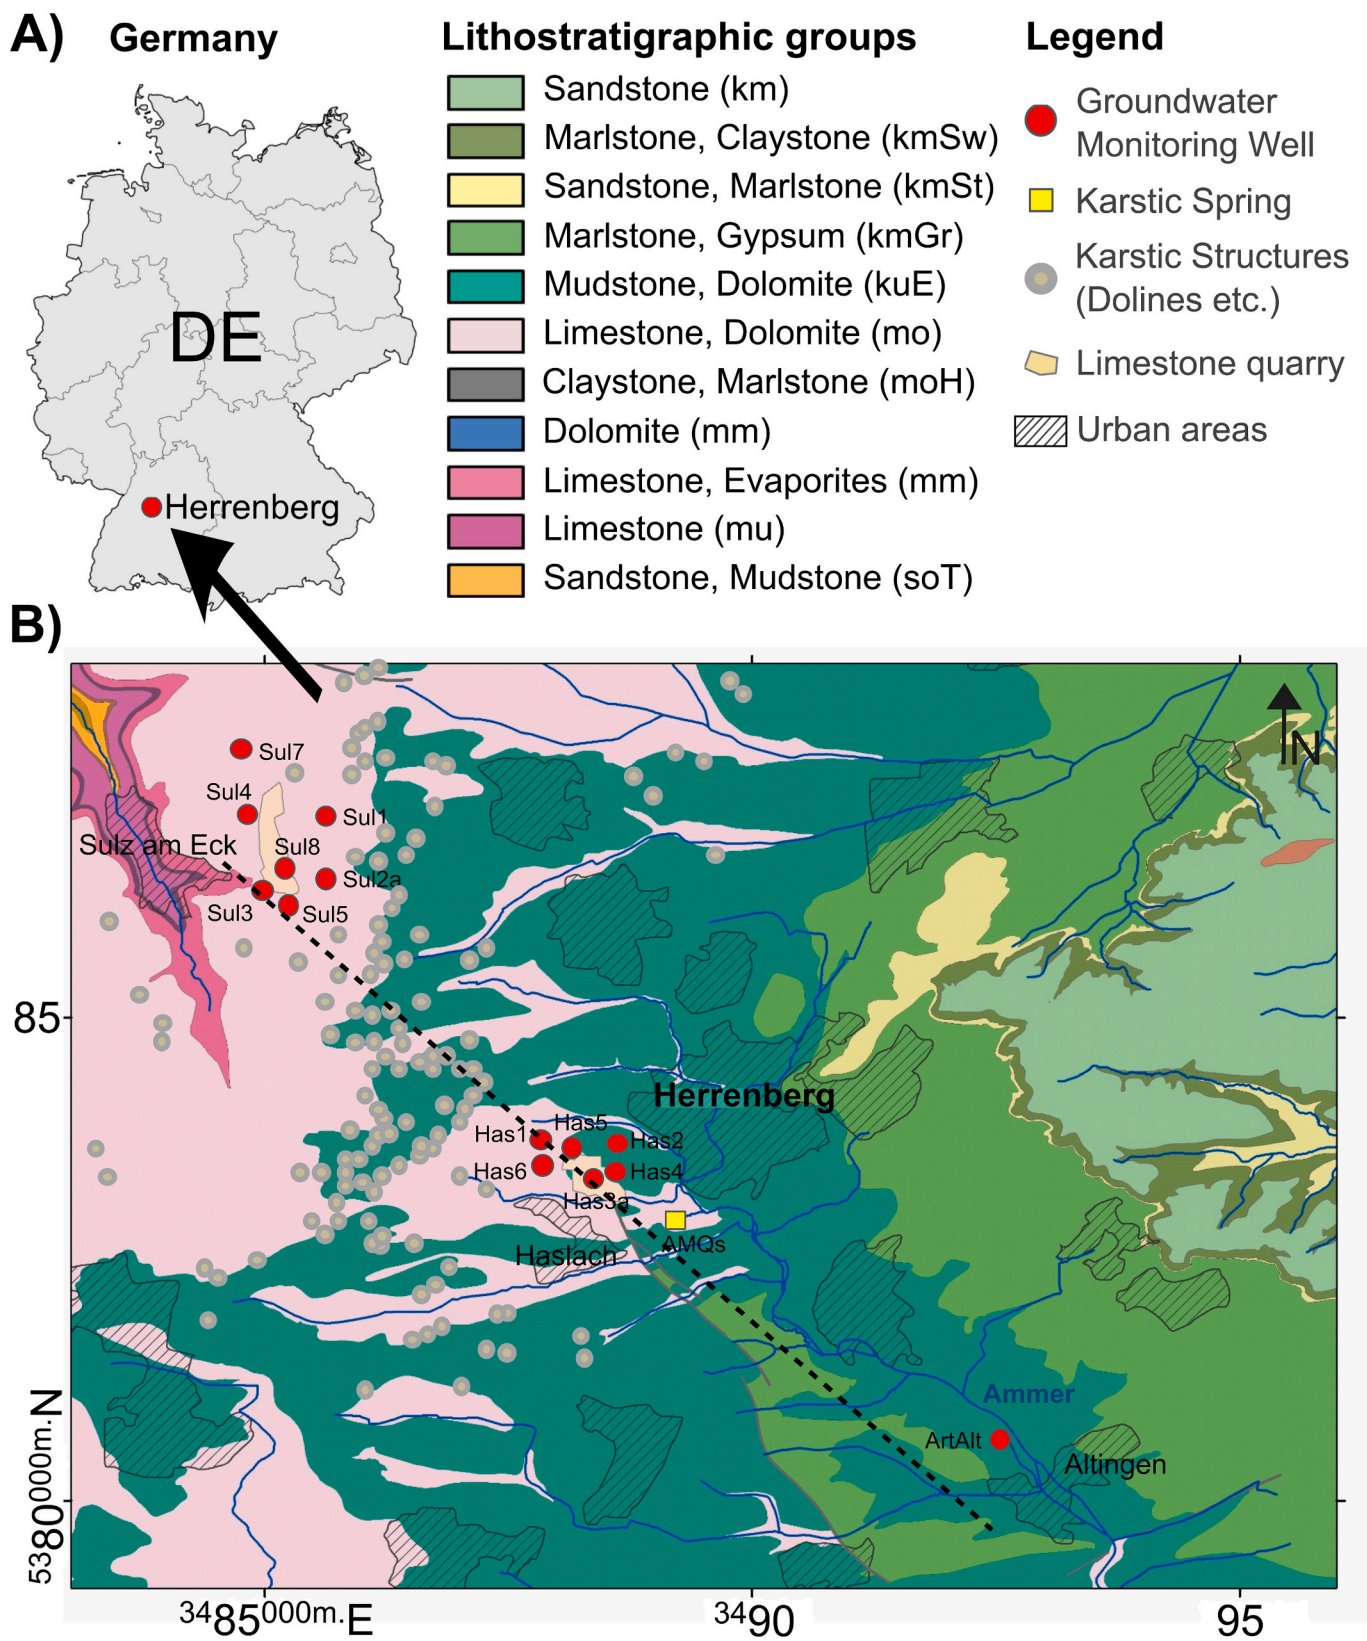 A)
Germany
DE
Herrenberg
Lithostratigraphic groups
Sandstone (km)
Marlstone, Claystone (kmSw)
Sandstone, Marlstone (kmSt)
Marlstone, Gypsum (kmGr)
Mudstone, Dolomite (kuE)
Limestone, Dolomite (mo)
Claystone, Marlstone (moH)
Dolomite (mm)
Limestone, Evaporites (mm)
Limestone (mu)
Sandstone, Mudstone (soT)
Legend
Groundwater
Monitoring Well
Karstic Spring
Karstic Structures
(Dolines etc.)
Limestone quarry
Urban areas
B)
N
Sul7
Sul4
Sul1
Sulz am Eck
Sul8
Sul2a
Sul3
Sul5
85
Herrenberg
Has5
Has1
Has2
Has6
Has4
Has3a
AMQs
Haslach
Ammer
ArtAlt
Altingen
5380000m.N
3485000m.E
3490
95